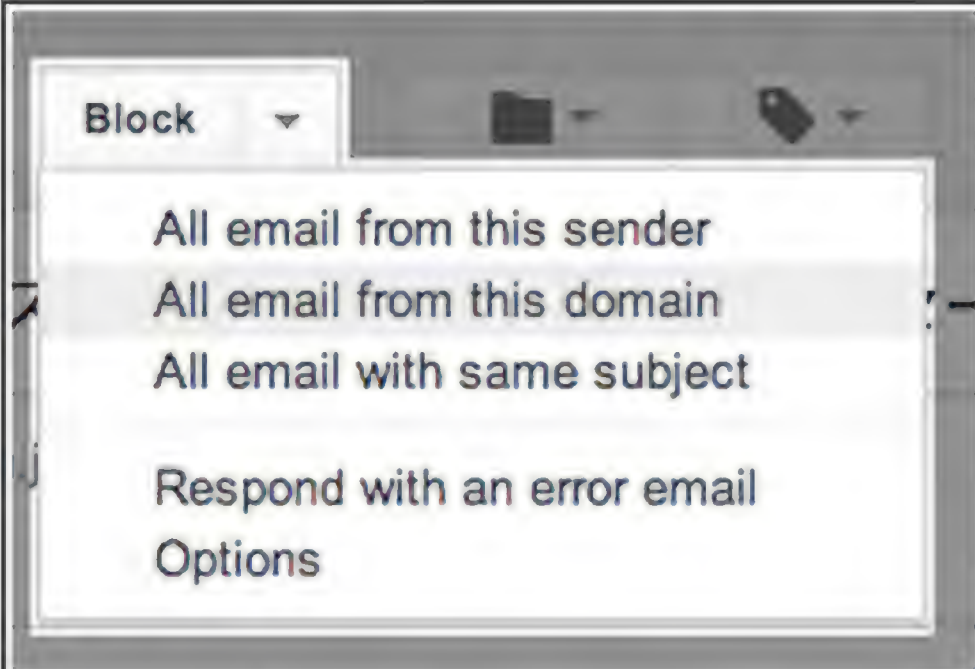 Block
All email from this sender
All email from this domain
All email with same subject
Respond with an error email
Options